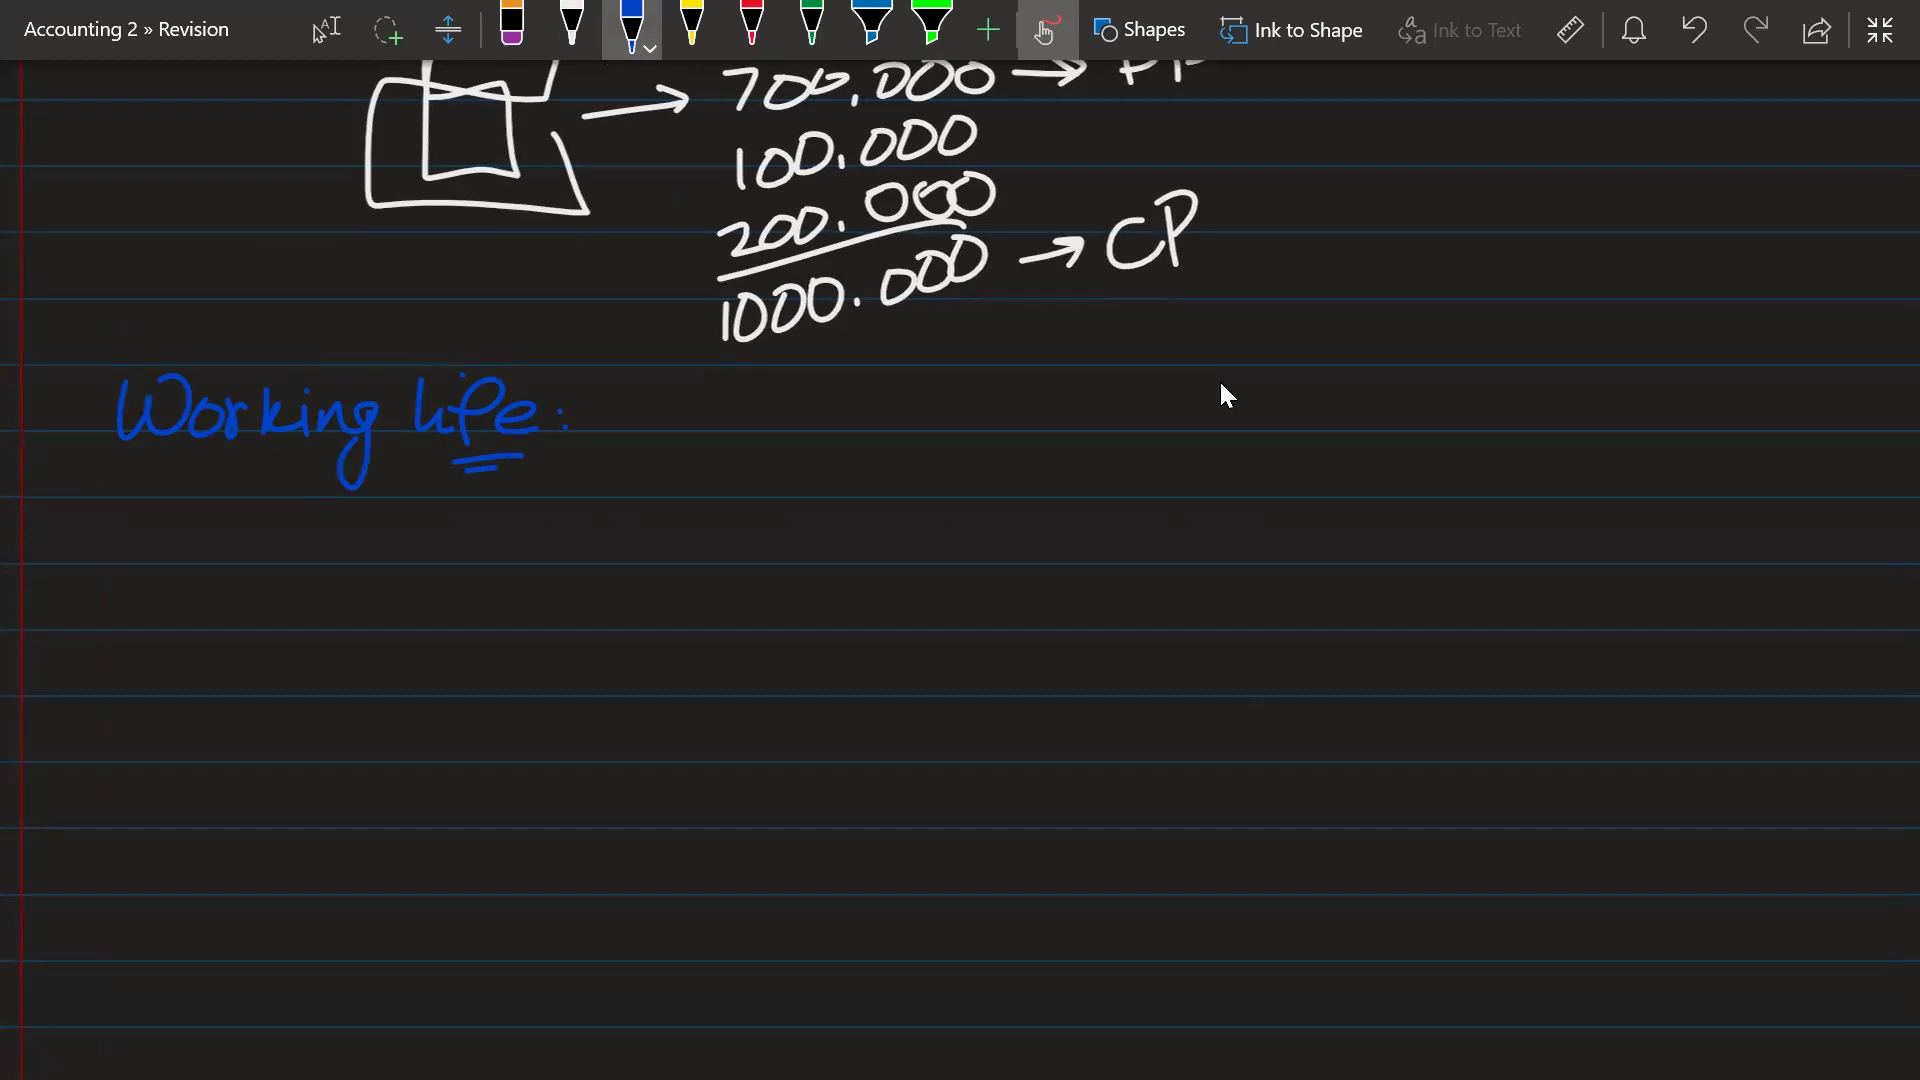 Accounting 2 » Revision
Shapes
Ink to Shape
Ink to Text
700.000 →
100.000
200.000
1000.000 → CP
Working life: